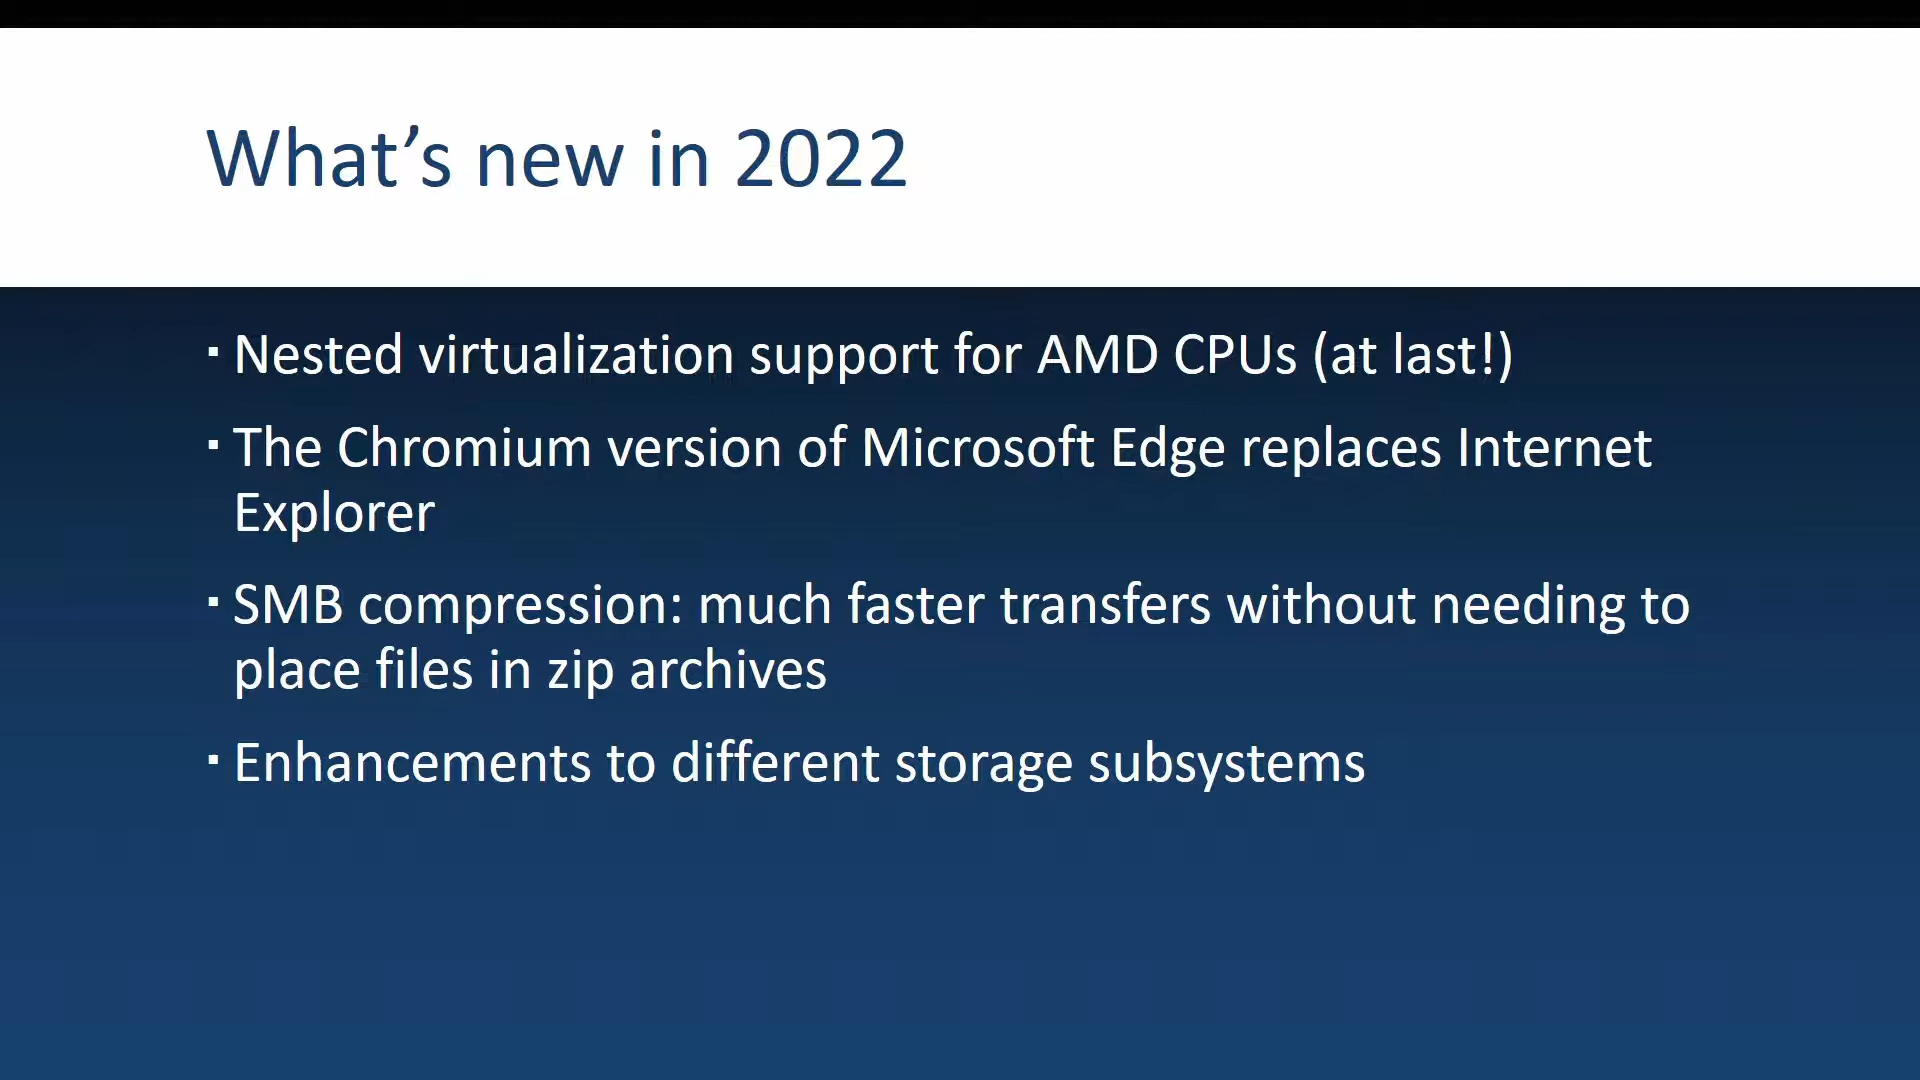 What’s new in 2022
▪ Nested virtualization support for AMD CPUs (at last!)
▪ The Chromium version of Microsoft Edge replaces Internet
Explorer
▪ SMB compression: much faster transfers without needing to
place files in zip archives
▪ Enhancements to different storage subsystems